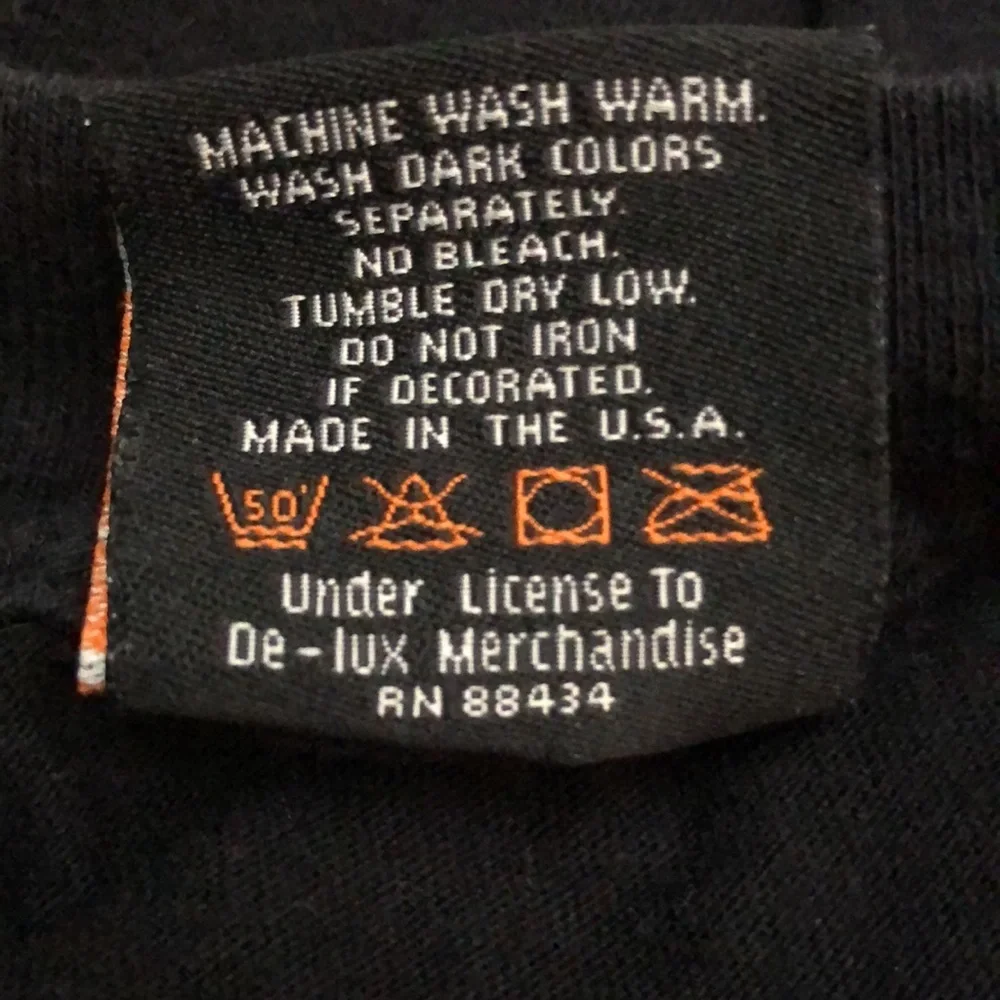 MACHINE WASH WARM.
WASH DARK COLORS
SEPARATELY.
NO BLEACH.
TUMBLE DRY LOW.
DO NOT IRON
IF DECORATED.
MADE IN THE U.S.A.
50'
Under License To
De-lux Merchandise
RN 88434